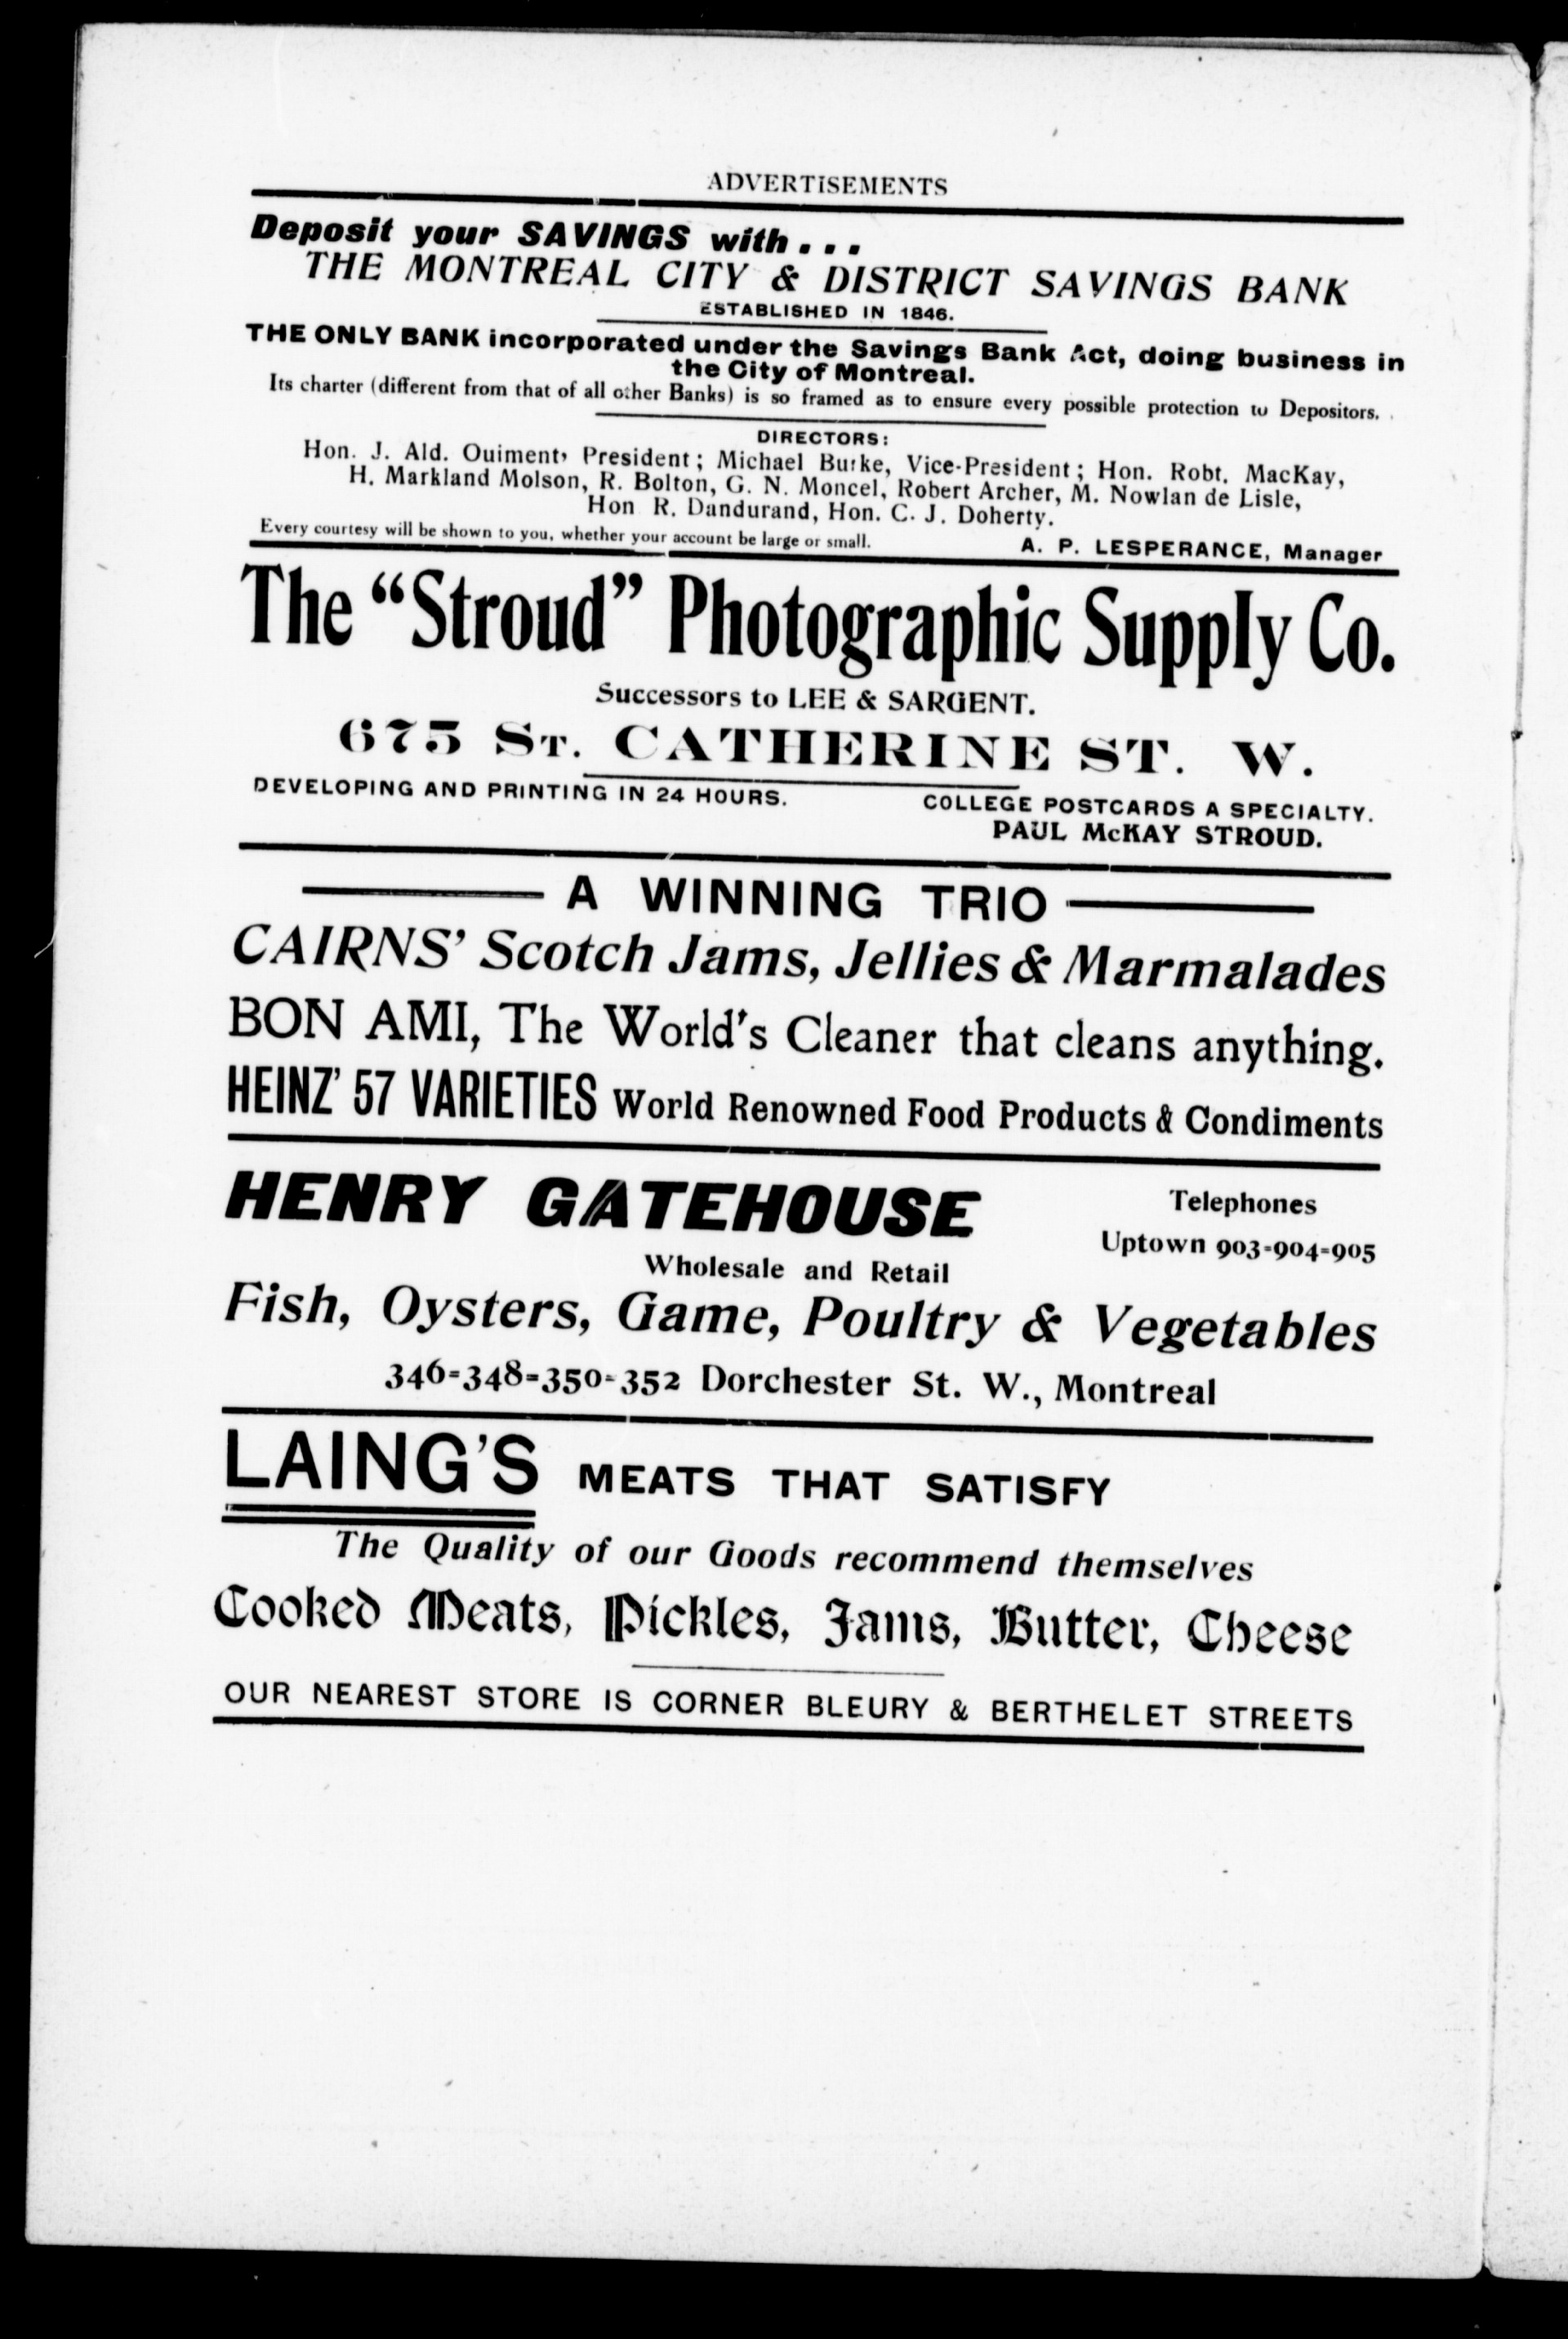 ADVERTISEMENTS
Deposit your SAVINGS with . . .
THE MONTREAL CITY & DISTRICT SAVINGS BANK
ESTABLISHED IN 1846.
THE ONLY BANK incorporated under the Savings Bank Act, doing business in
the City of Montreal.
Its charter (different from that of all other Banks) is so framed as to ensure every possible protection to Depositors.
DIRECTORS:
Hon. J. Ald. Ouiment, President; Michael Burke, Vice-President; Hon. Robt. MacKay,
H. Markland Molson, R. Bolton, G. N. Moncel, Robert Archer, M. Nowlan de Lisle,
Hon R. Dandurand, Hon. C. J. Doherty.
Every courtesy will be shown to you, whether your account be large or small. A. P. LESPERANCE, Manager
The "Stroud" Photographic Supply Co.
Successors to LEE & SARGENT.
675 ST. CATHERINE ST. W.
DEVELOPING AND PRINTING IN 24 HOURS. COLLEGE POSTCARDS A SPECIALTY.
PAUL McKAY STROUD.
A WINNING TRIO
CAIRNS' Scotch Jams, Jellies & Marmalades
BON AMI, The World's Cleaner that cleans anything.
HEINZ' 57 VARIETIES World Renowned Food Products & Condiments
HENRY GATEHOUSE
Telephones
Uptown 903-904-905
Wholesale and Retail
Fish, Oysters, Game, Poultry & Vegetables
346-348-350-352 Dorchester St. W., Montreal
LAING'S MEATS THAT SATISFY
The Quality of our Goods recommend themselves
Cooked Meats, Pickles, Jams, Butter, Cheese
OUR NEAREST STORE IS CORNER BLEURY & BERTHELET STREETS